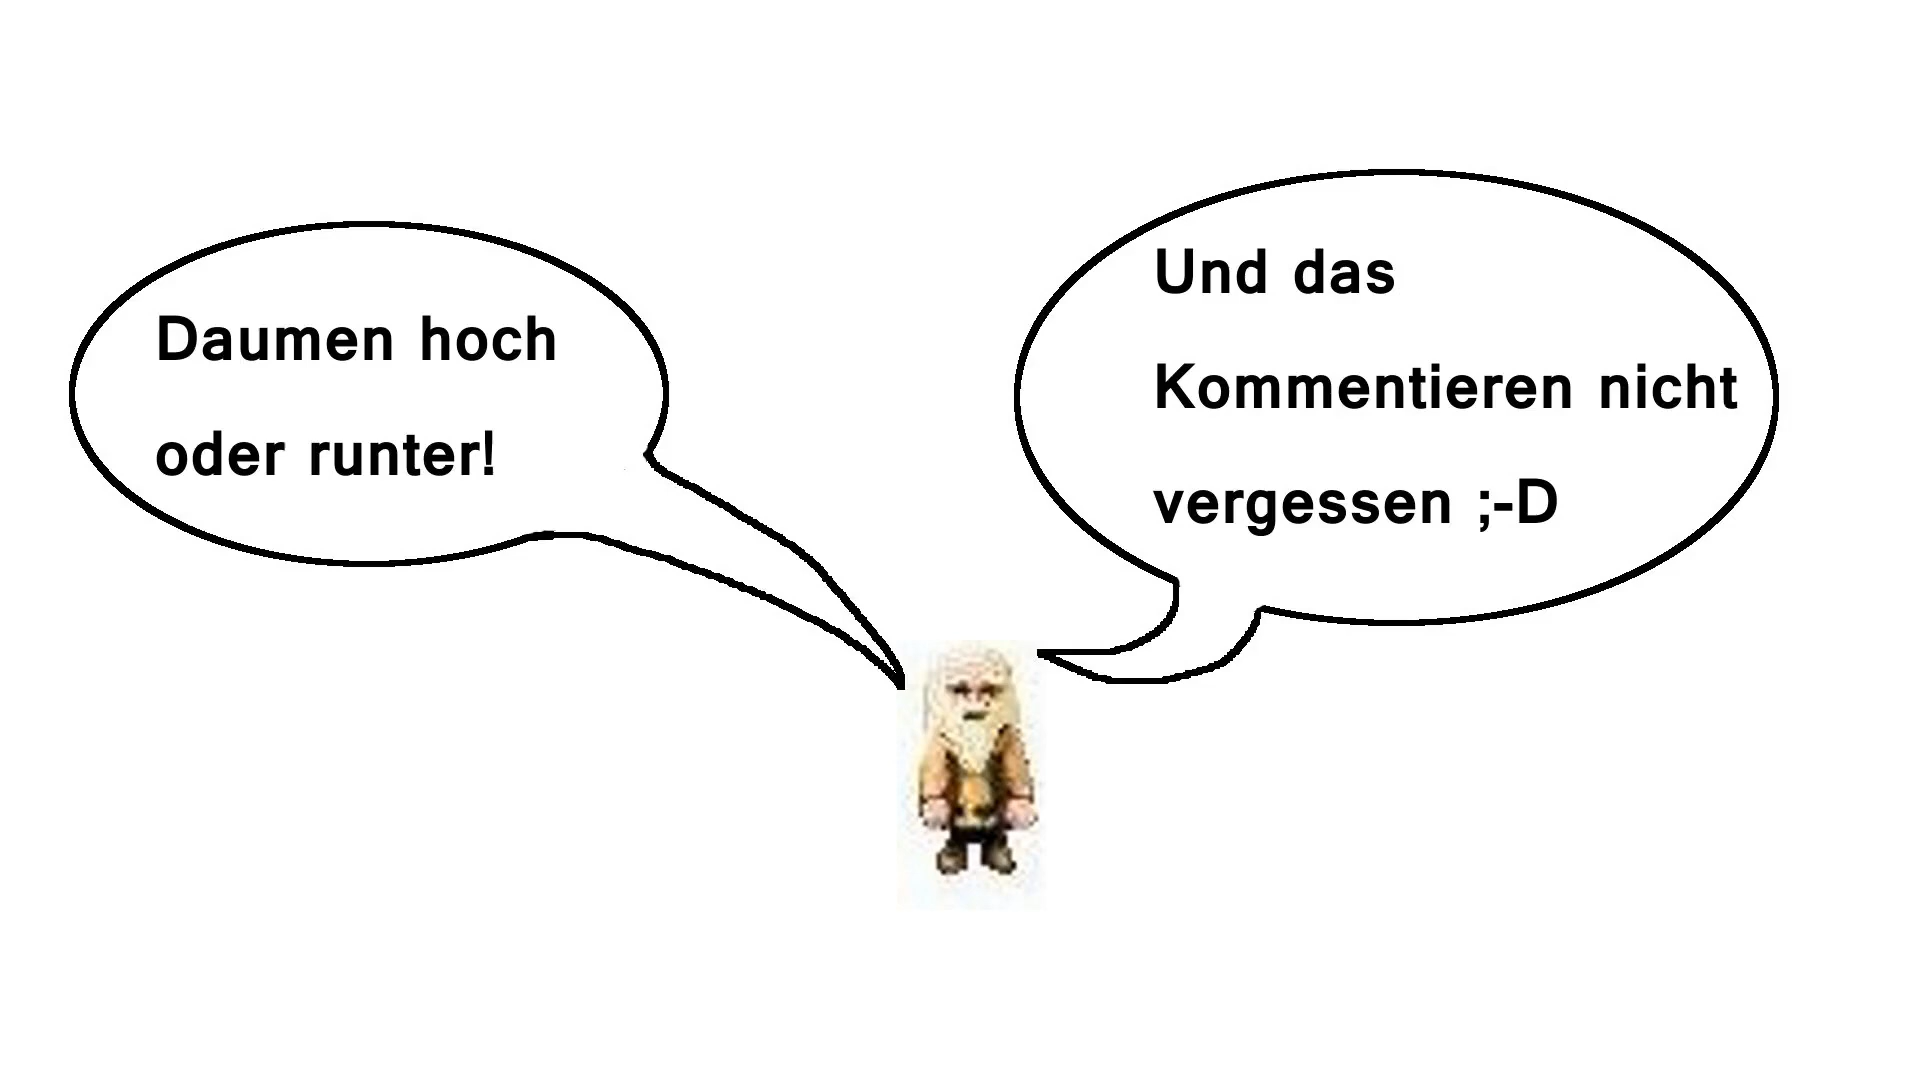 Daumen hoch
oder runter!
Und das
Kommentieren nicht
vergessen ;-D